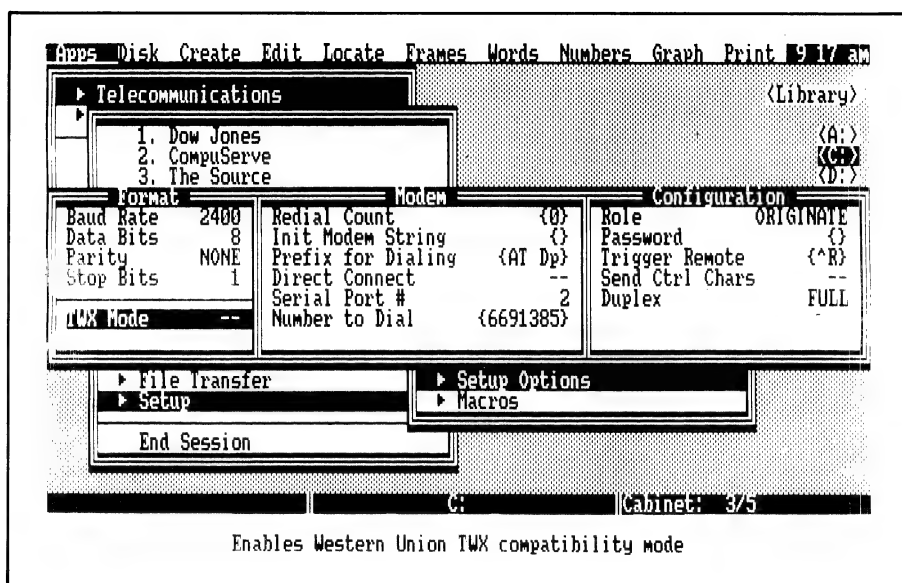 Apps Disk Create Edit Locate Frames Words Numbers Graph Print 9 17 am
▶ Telecommunications
<Library>
▶
1. Dow Jones
2. CompuServe
3. The Source
<A:>
<C:>
<D:>
Format
Baud Rate 2400
Data Bits 8
Parity NONE
Stop Bits 1
TWX Mode --
Modem
Redial Count {0}
Init Modem String {}
Prefix for Dialing {AT Dp}
Direct Connect --
Serial Port # 2
Number to Dial {6691385}
Configuration
Role ORIGINATE
Password {}
Trigger Remote {^R}
Send Ctrl Chars --
Duplex FULL
▶ File Transfer
▶ Setup
End Session
▶ Setup Options
▶ Macros
C: Cabinet: 3/5
Enables Western Union TWX compatibility mode